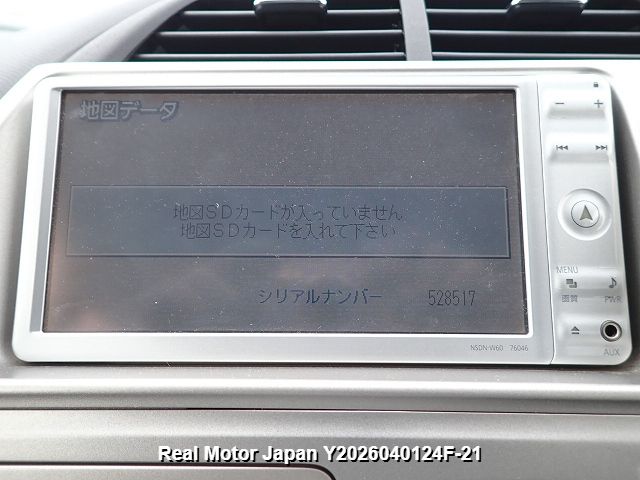 地図データ
地図SDカードが入っていません
地図SDカードを入れて下さい
シリアルナンバー 528517
MENU
画質 PWR
AUX
NSDN-W60 76046
Real Motor Japan Y2026040124F-21